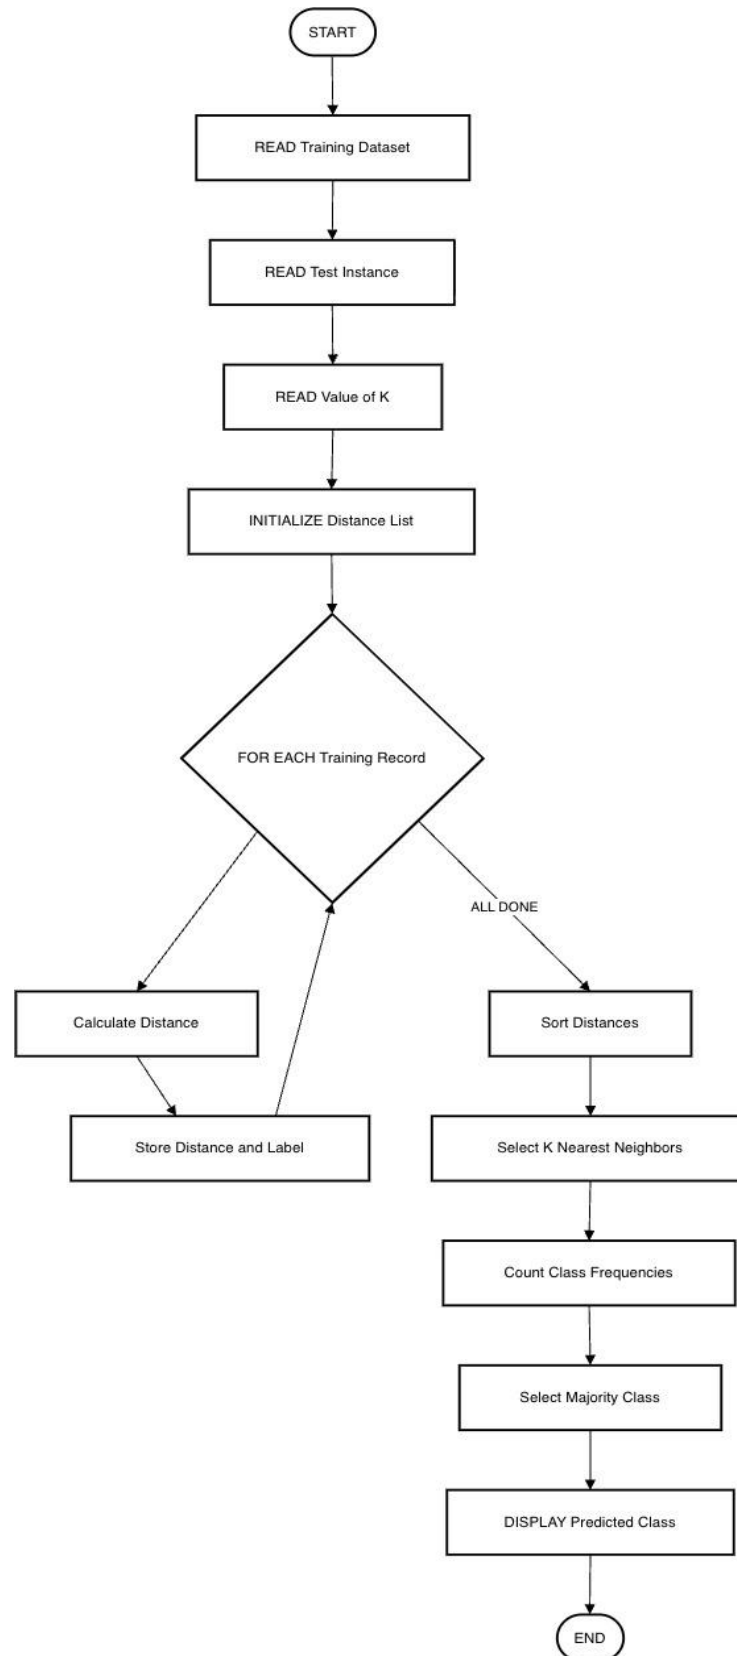 START
READ Training Dataset
READ Test Instance
READ Value of K
INITIALIZE Distance List
FOR EACH Training Record
ALL DONE
Calculate Distance
Sort Distances
Store Distance and Label
Select K Nearest Neighbors
Count Class Frequencies
Select Majority Class
DISPLAY Predicted Class
END